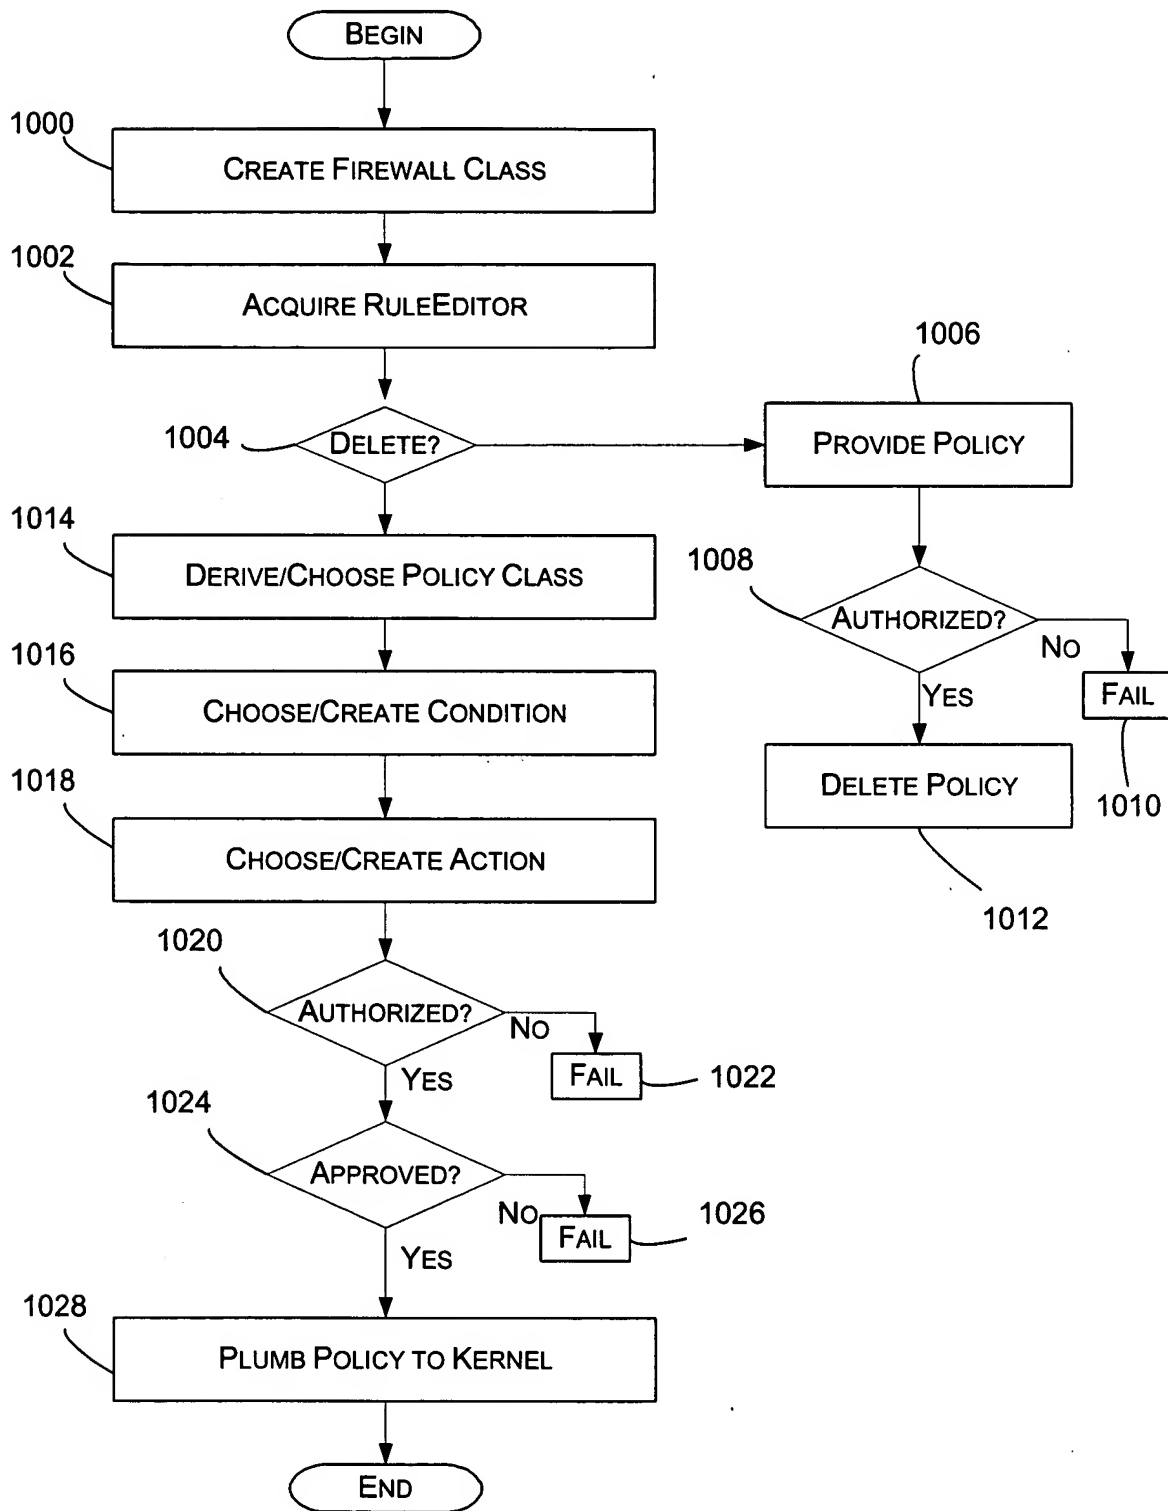 BEGIN
1000
CREATE FIREWALL CLASS
1002
ACQUIRE RULEEDITOR
1004
DELETE?
1006
PROVIDE POLICY
1008
AUTHORIZED?
NO
FAIL
1010
YES
DELETE POLICY
1012
1014
DERIVE/CHOOSE POLICY CLASS
1016
CHOOSE/CREATE CONDITION
1018
CHOOSE/CREATE ACTION
1020
AUTHORIZED?
NO
FAIL
1022
YES
1024
APPROVED?
NO
FAIL
1026
YES
1028
PLUMB POLICY TO KERNEL
END